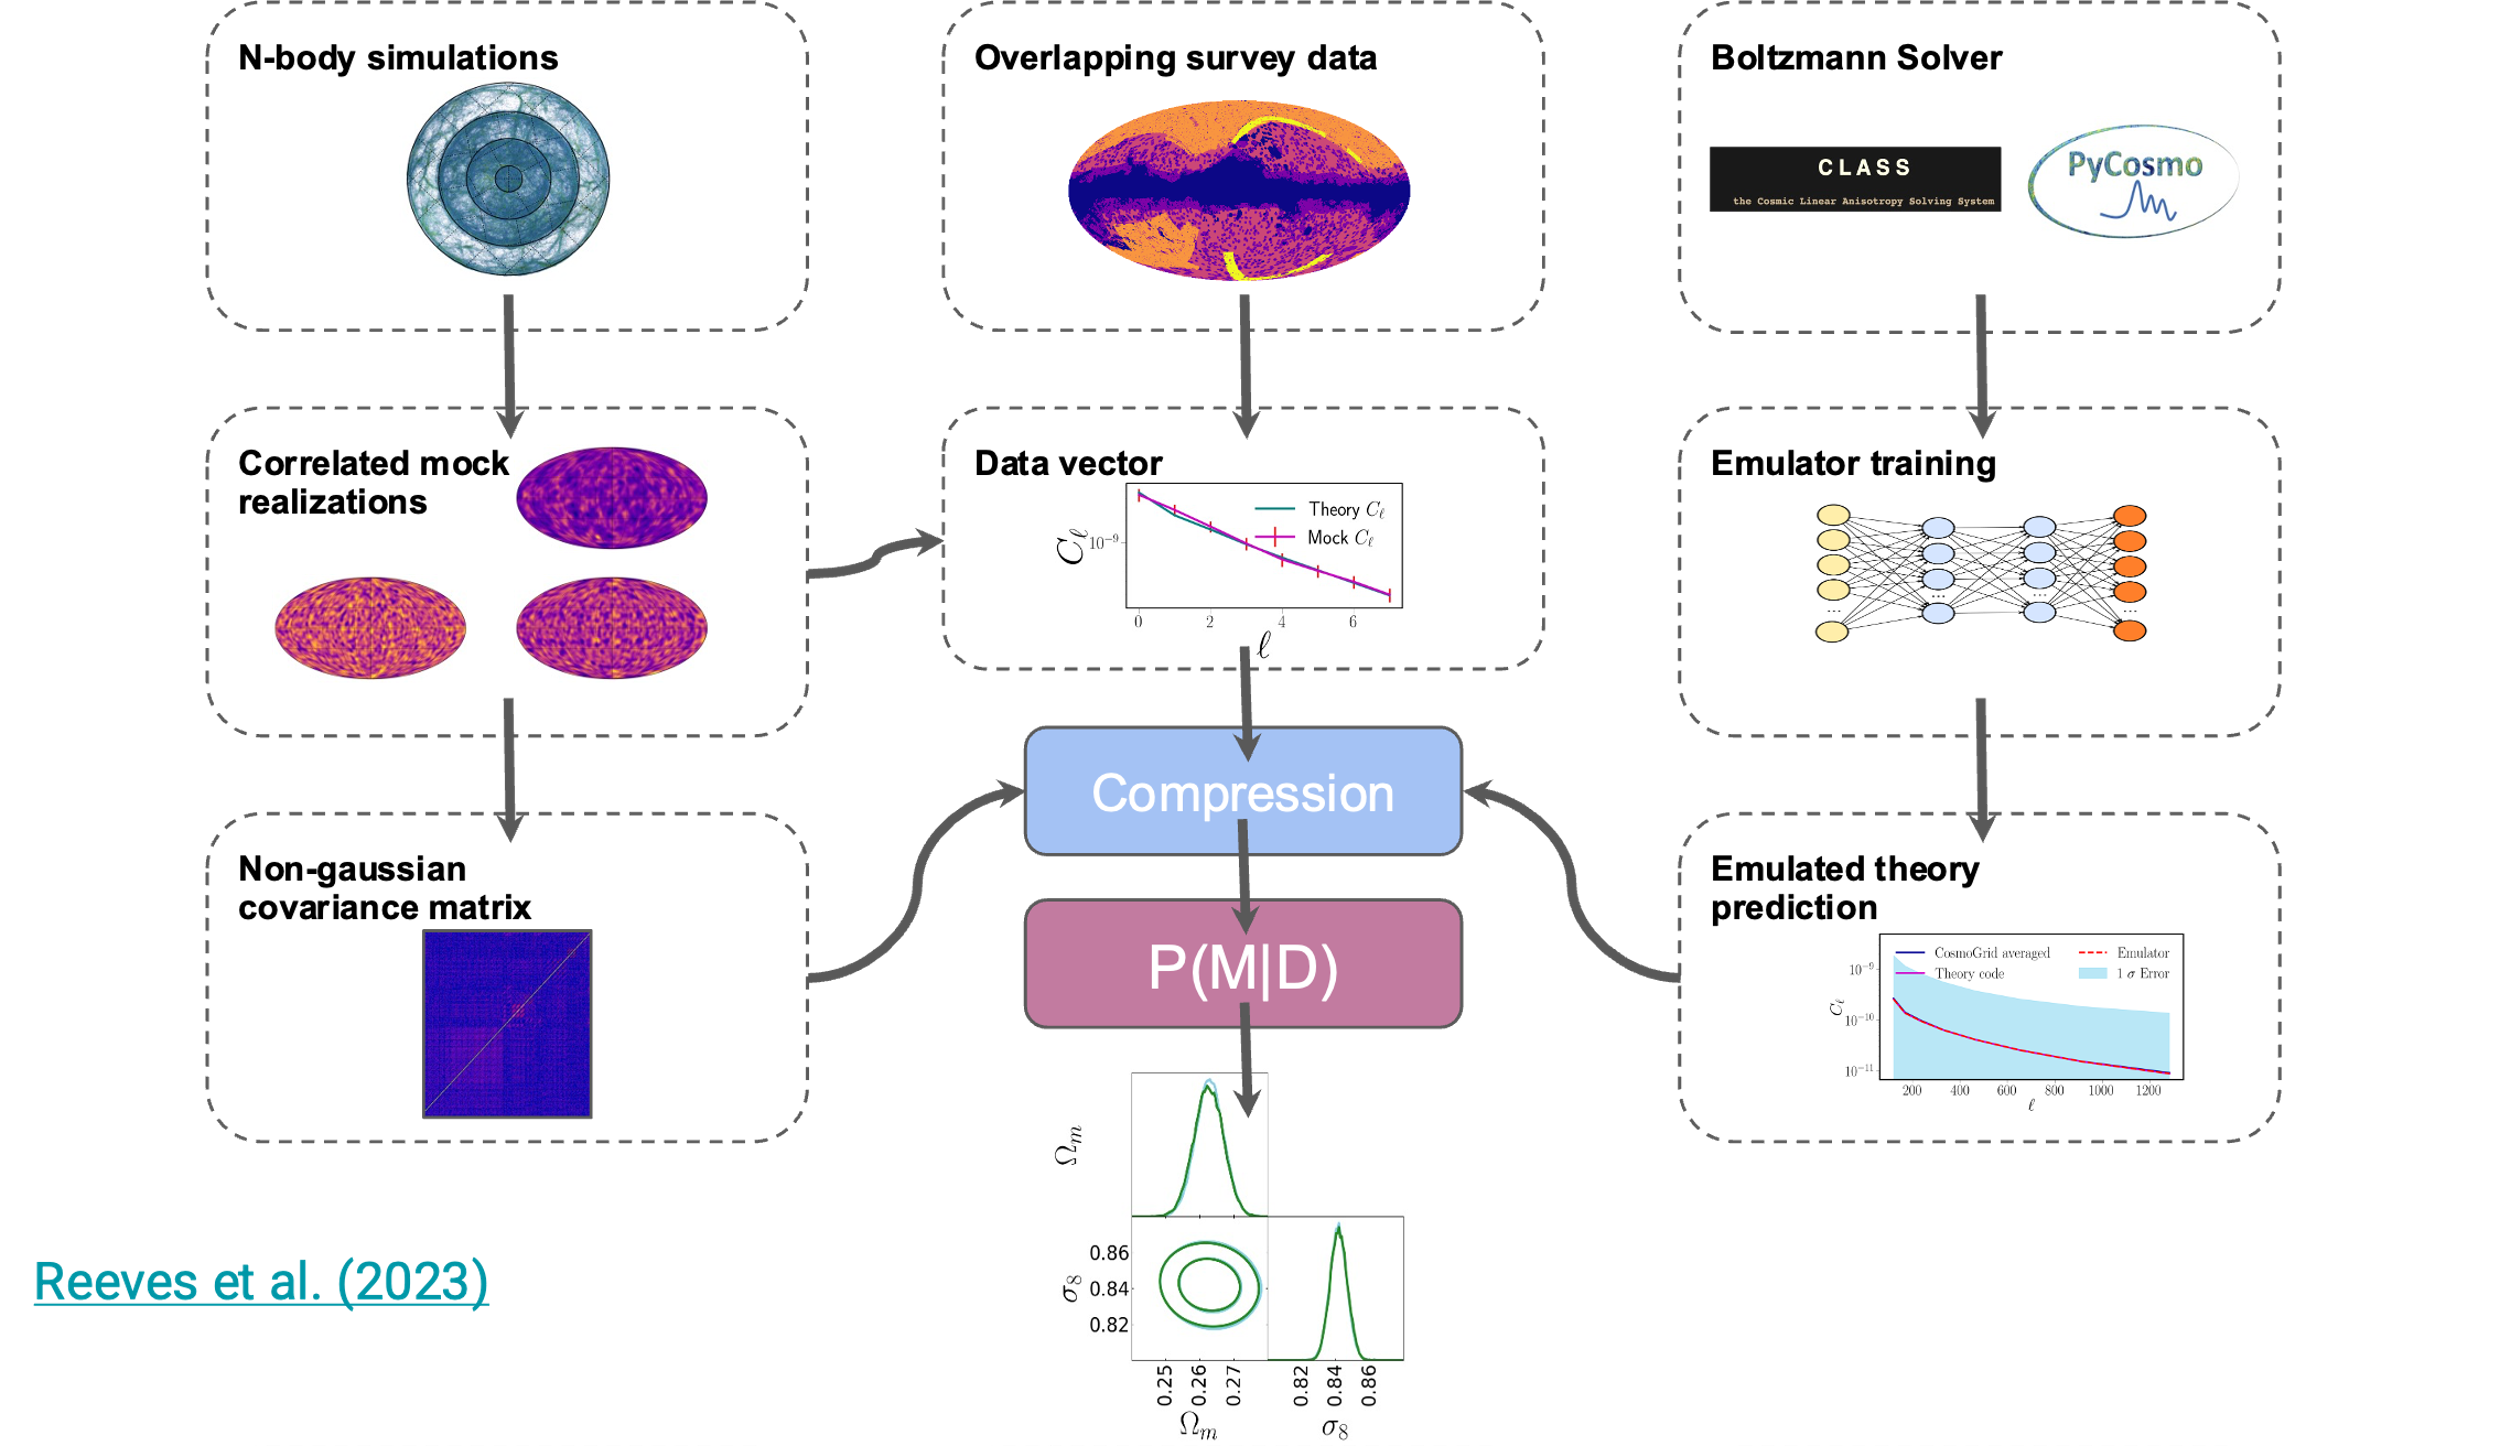 N-body simulations
Overlapping survey data
Boltzmann Solver
CLASS
the Cosmic Linear Anisotropy Solving System
PyCosmo
Correlated mock
realizations
Data vector
Theory Cℓ
Mock Cℓ
Cℓ
10⁻⁹
0 2 4 6
ℓ
Emulator training
...
...
...
...
Compression
Non-gaussian
covariance matrix
P(M|D)
Emulated theory
prediction
CosmoGrid averaged
Emulator
Theory code
1 σ Error
Cℓ
10⁻⁹
10⁻¹⁰
10⁻¹¹
200 400 600 800 1000 1200
ℓ
Ωm
σ8
0.86
0.84
0.82
0.25 0.26 0.27
0.82 0.84 0.86
Ωm
σ8
Reeves et al. (2023)